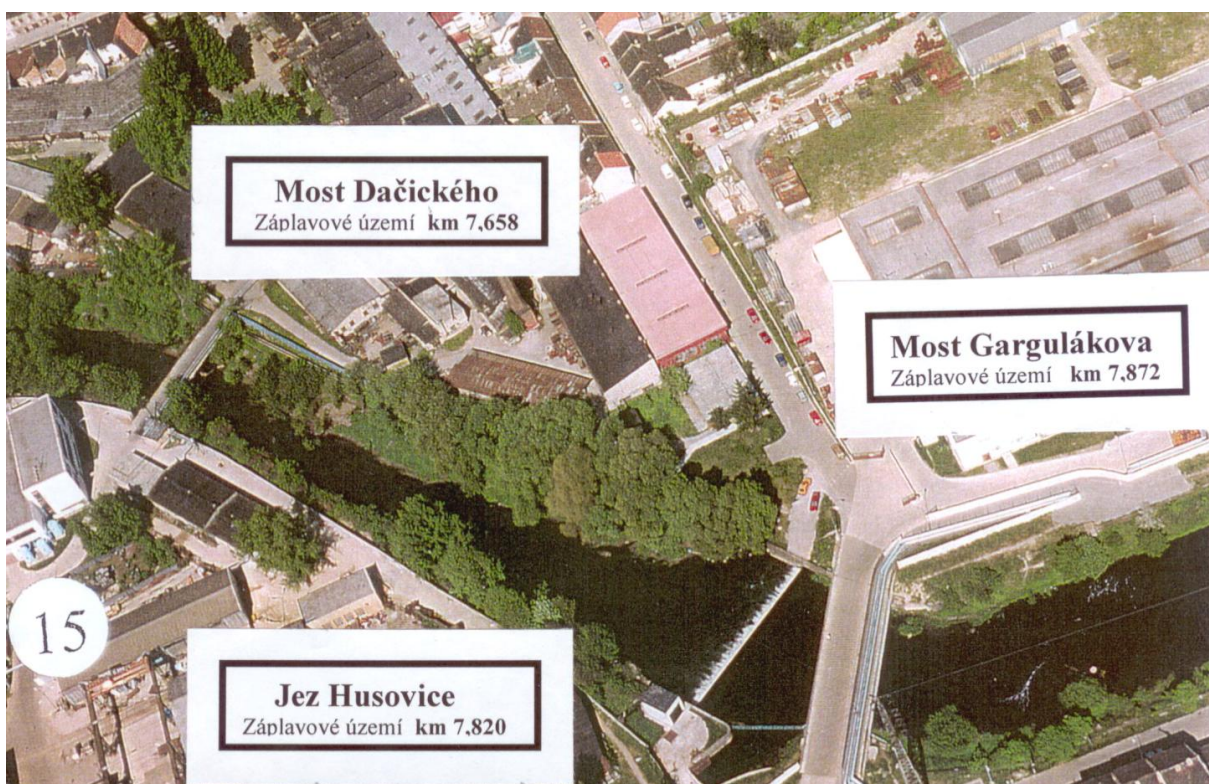 Most Dačického
Záplavové území km 7,658
Most Gargulákova
Záplavové území km 7,872
15
Jez Husovice
Záplavové území km 7,820